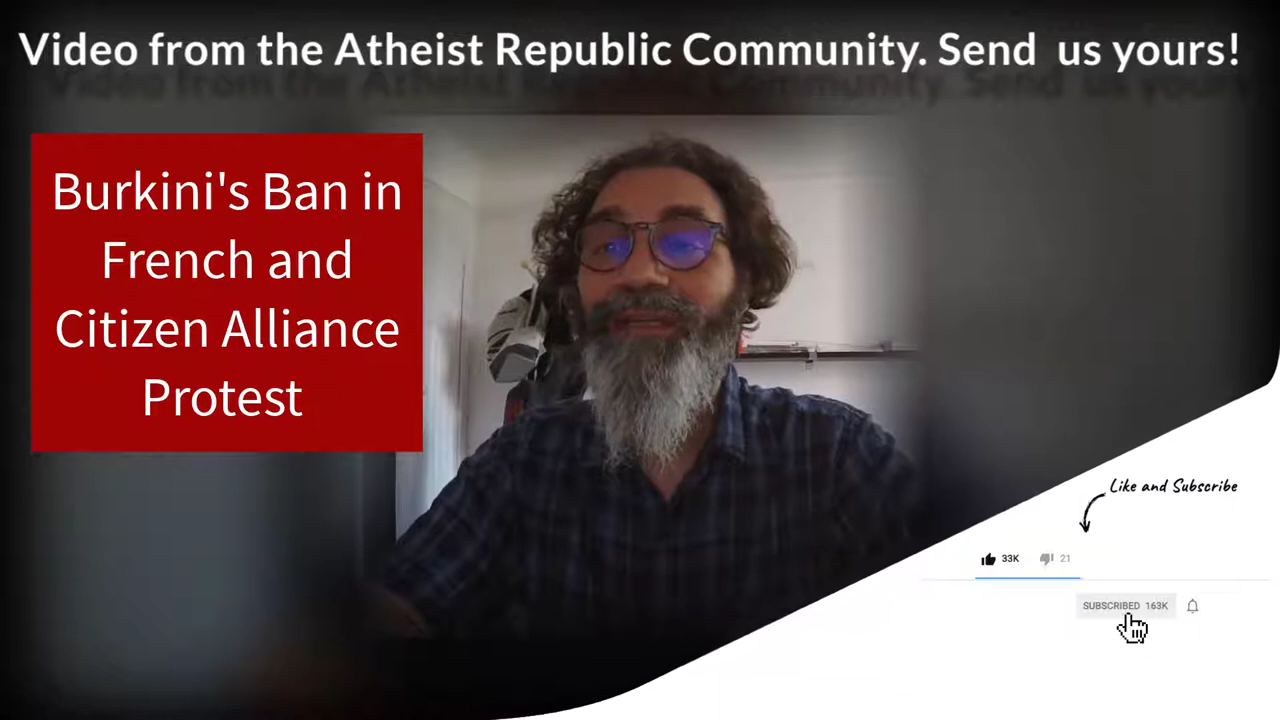 Video from the Atheist Republic Community. Send us yours!
Burkini's Ban in
French and
Citizen Alliance
Protest
Like and Subscribe
33K 21
SUBSCRIBED 163K